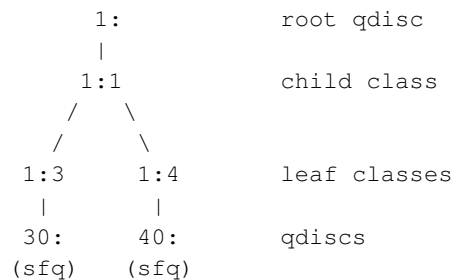 1: root qdisc
|
1:1 child class
/ \
/ \
1:3 1:4 leaf classes
| |
30: 40: qdiscs
(sfq) (sfq)